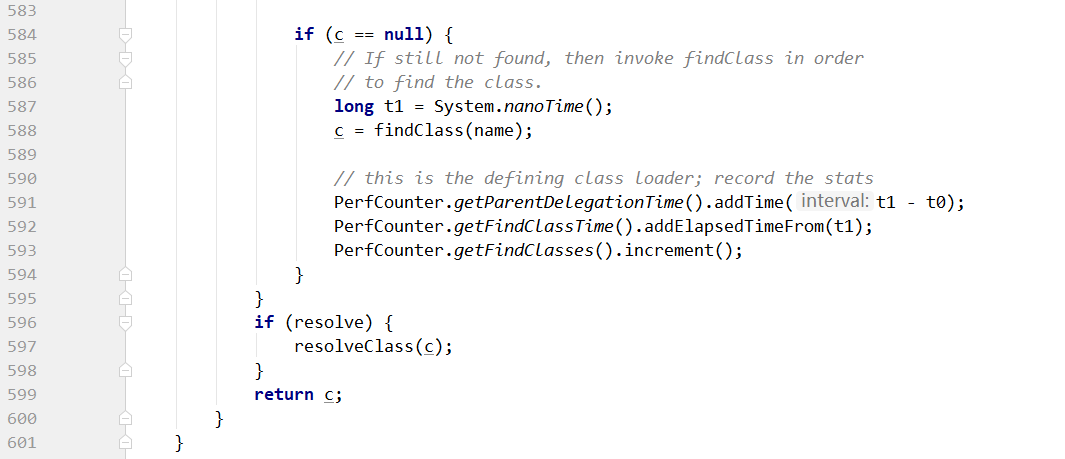 583
584 if (c == null) {
585 // If still not found, then invoke findClass in order
586 // to find the class.
587 long t1 = System.nanoTime();
588 c = findClass(name);
589
590 // this is the defining class loader; record the stats
591 PerfCounter.getParentDelegationTime().addTime( interval: t1 - t0);
592 PerfCounter.getFindClassTime().addElapsedTimeFrom(t1);
593 PerfCounter.getFindClasses().increment();
594 }
595 }
596 if (resolve) {
597 resolveClass(c);
598 }
599 return c;
600 }
601 }